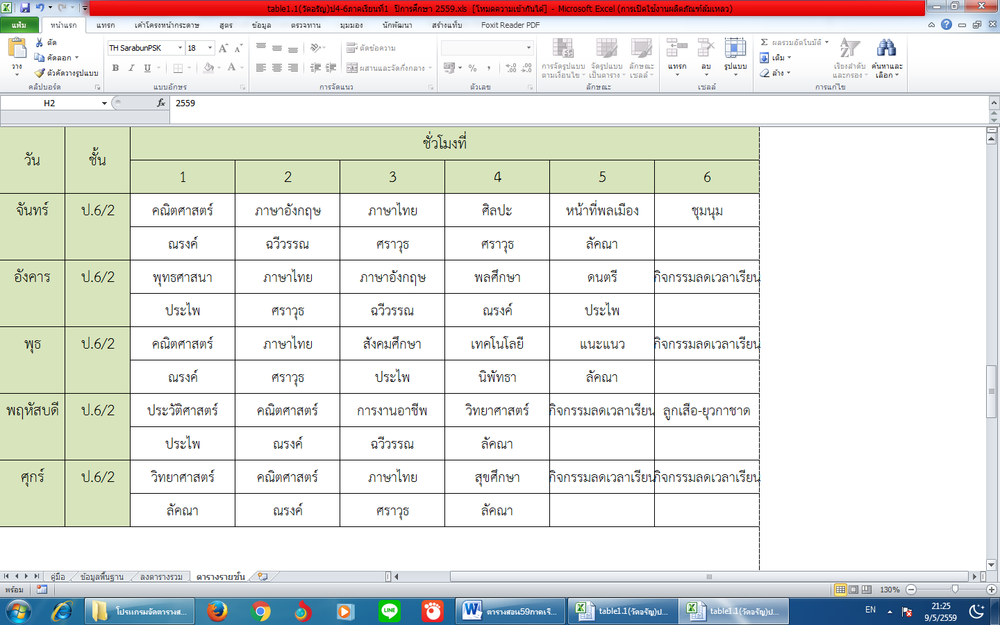 table1.1(วัดอรัญ)ป4-6ภาคเรียนที่1 ปีการศึกษา 2559.xls [โหมดความเข้ากันได้] - Microsoft Excel (การเปิดใช้งานผลิตภัณฑ์ล้มเหลว)
แฟ้ม หน้าแรก แทรก เค้าโครงหน้ากระดาษ สูตร ข้อมูล ตรวจทาน มุมมอง นักพัฒนา สร้างแท็บ Foxit Reader PDF
วาง
ตัด
คัดลอก
ตัวคัดวางรูปแบบ
คลิปบอร์ด
TH SarabunPSK 18
B I U
แบบอักษร
ตัดข้อความ
ผสานและจัดกึ่งกลาง
การจัดแนว
ตัวเลข
การจัดรูปแบบตามเงื่อนไข
จัดรูปแบบเป็นตาราง
ลักษณะเซลล์
ลักษณะ
แทรก ลบ รูปแบบ
เซลล์
Σ ผลรวมอัตโนมัติ
เติม
ล้าง
เรียงลำดับและกรอง
ค้นหาและเลือก
การแก้ไข
H2 fx 2559
วัน ชั้น ชั่วโมงที่
1 2 3 4 5 6
จันทร์ ป.6/2 คณิตศาสตร์ ภาษาอังกฤษ ภาษาไทย ศิลปะ หน้าที่พลเมือง ชุมนุม
ณรงค์ ฉวีวรรณ ศราวุธ ศราวุธ ลัคณา
อังคาร ป.6/2 พุทธศาสนา ภาษาไทย ภาษาอังกฤษ พลศึกษา ดนตรี กิจกรรมลดเวลาเรียน
ประไพ ศราวุธ ฉวีวรรณ ณรงค์ ประไพ
พุธ ป.6/2 คณิตศาสตร์ ภาษาไทย สังคมศึกษา เทคโนโลยี แนะแนว กิจกรรมลดเวลาเรียน
ณรงค์ ศราวุธ ประไพ นิพัทธา ลัคณา
พฤหัสบดี ป.6/2 ประวัติศาสตร์ คณิตศาสตร์ การงานอาชีพ วิทยาศาสตร์ กิจกรรมลดเวลาเรียน ลูกเสือ-ยุวกาชาด
ประไพ ณรงค์ ฉวีวรรณ ลัคณา
ศุกร์ ป.6/2 วิทยาศาสตร์ คณิตศาสตร์ ภาษาไทย สุขศึกษา กิจกรรมลดเวลาเรียน กิจกรรมลดเวลาเรียน
ลัคณา ณรงค์ ศราวุธ ลัคณา
คู่มือ ข้อมูลพื้นฐาน ลงตารางรวม ตารางรายชั้น
พร้อม 130%
โปรแกรมจัดตารางส... LINE ตารางสอน59ภาคเรี... table1.1(วัดอรัญ)ป... table1.1(วัดอรัญ)ป... EN 21:25
9/5/2559